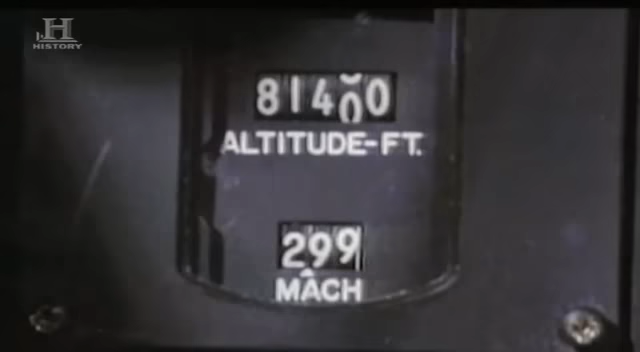 H
HISTORY
81400
ALTITUDE-FT.
299
MACH